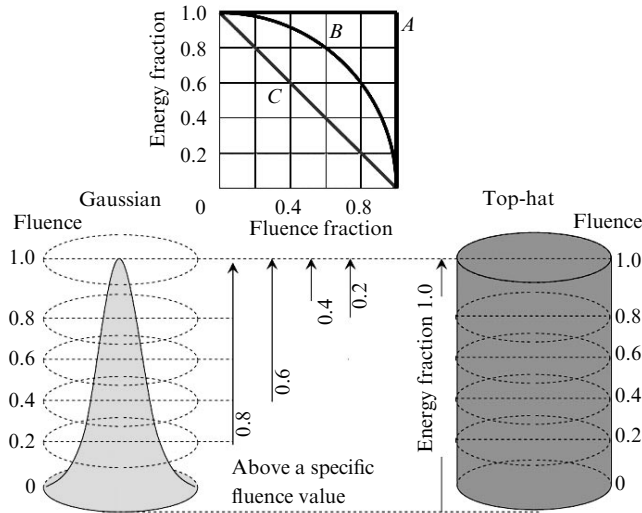 1.0
0.8
0.6
0.4
0.2
Energy fraction
A
B
C
0
0.4
0.8
Fluence fraction
Gaussian
Top-hat
Fluence
Fluence
1.0
0.8
0.6
0.4
0.2
0
0.8
0.6
0.4
0.2
Energy fraction 1.0
Above a specific
fluence value
1.0
0.8
0.6
0.4
0.2
0